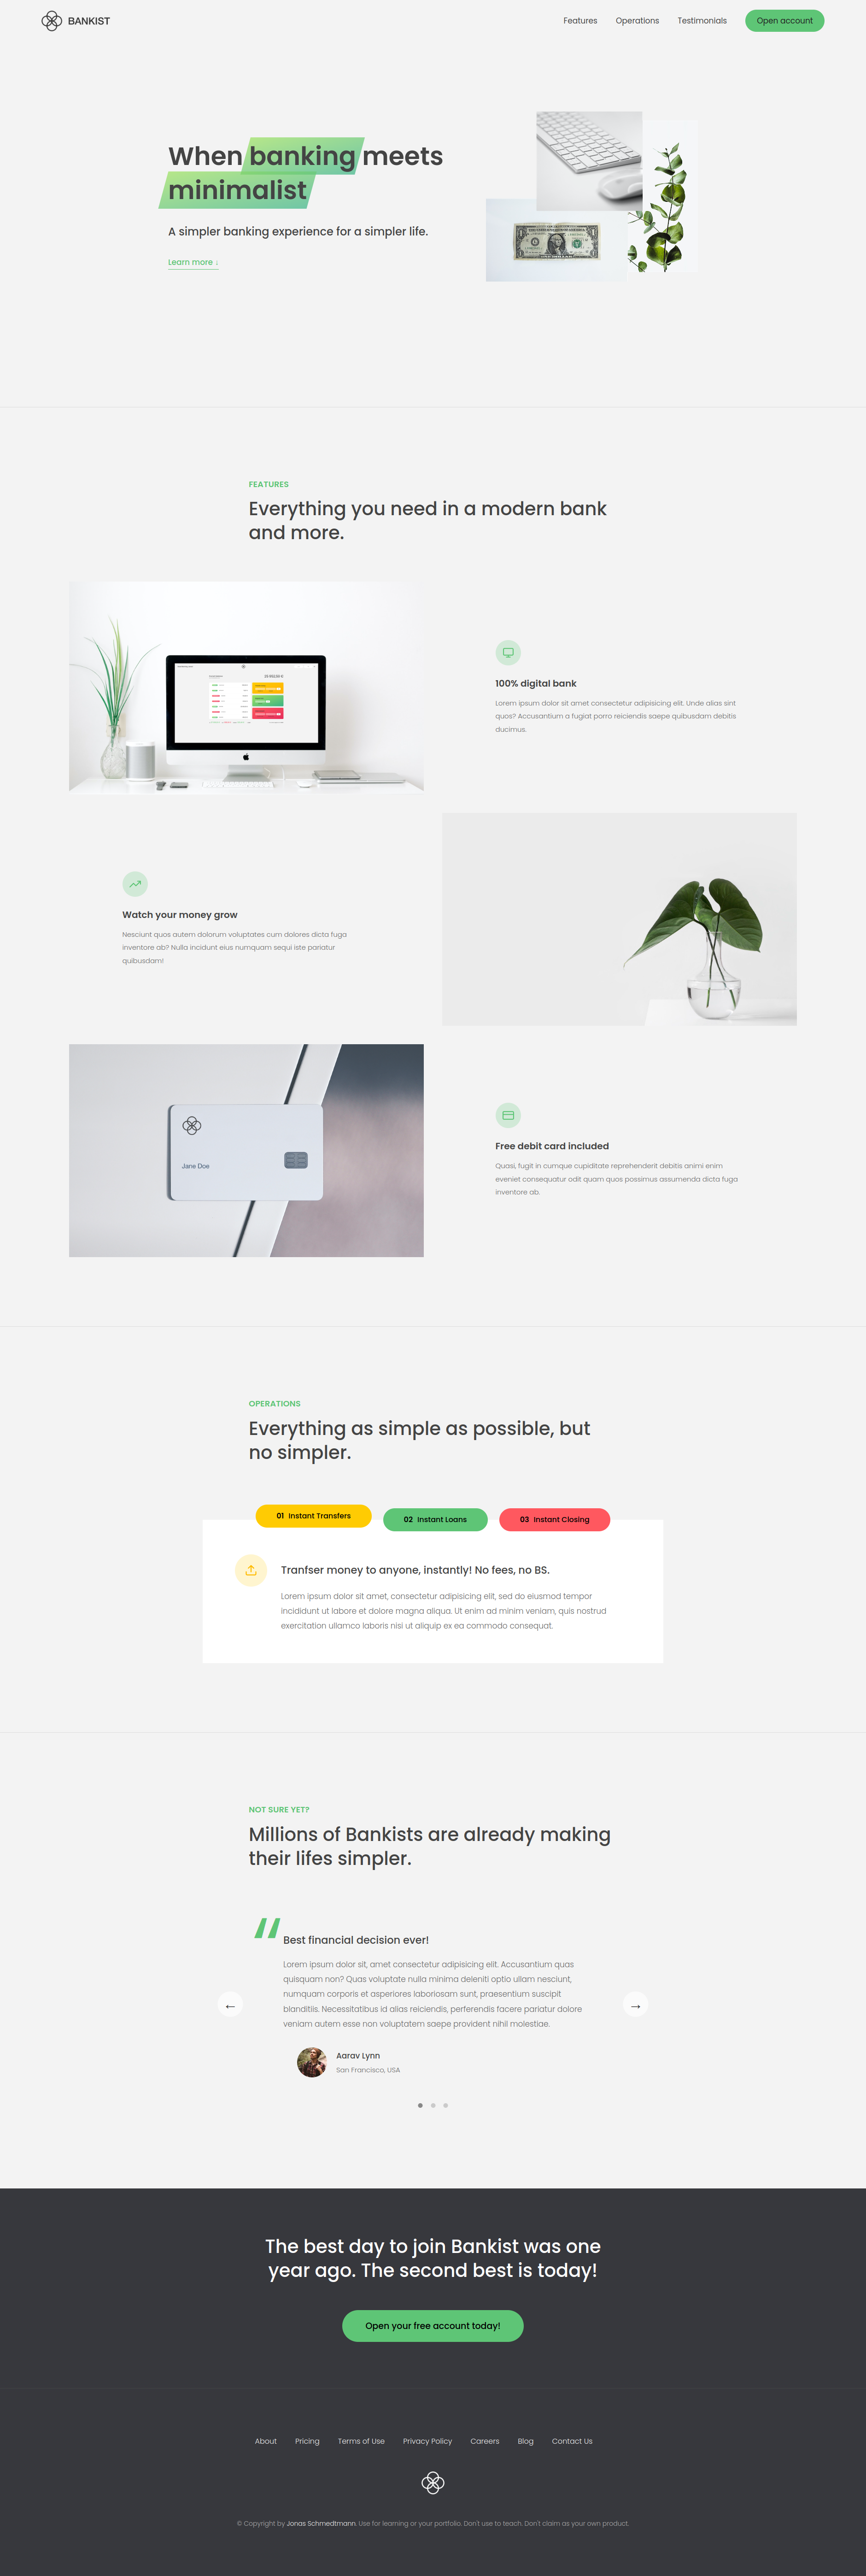 BANKIST
Features
Operations
Testimonials
Open account
When banking meets
minimalist
A simpler banking experience for a simpler life.
Learn more ↓
FEATURES
Everything you need in a modern bank
and more.
100% digital bank
Lorem ipsum dolor sit amet consectetur adipisicing elit. Unde alias sint
quos? Accusantium a fugiat porro reiciendis saepe quibusdam debitis
ducimus.
Watch your money grow
Nesciunt quos autem dolorum voluptates cum dolores dicta fuga
inventore ab? Nulla incidunt eius numquam sequi iste pariatur
quibusdam!
Jane Doe
Free debit card included
Quasi, fugit in cumque cupiditate reprehenderit debitis animi enim
eveniet consequatur odit quam quos possimus assumenda dicta fuga
inventore ab.
OPERATIONS
Everything as simple as possible, but
no simpler.
01 Instant Transfers
02 Instant Loans
03 Instant Closing
Tranfser money to anyone, instantly! No fees, no BS.
Lorem ipsum dolor sit amet, consectetur adipisicing elit, sed do eiusmod tempor
incididunt ut labore et dolore magna aliqua. Ut enim ad minim veniam, quis nostrud
exercitation ullamco laboris nisi ut aliquip ex ea commodo consequat.
NOT SURE YET?
Millions of Bankists are already making
their lifes simpler.
Best financial decision ever!
Lorem ipsum dolor sit, amet consectetur adipisicing elit. Accusantium quas
quisquam non? Quas voluptate nulla minima deleniti optio ullam nesciunt,
numquam corporis et asperiores laboriosam sunt, praesentium suscipit
blanditiis. Necessitatibus id alias reiciendis, perferendis facere pariatur dolore
veniam autem esse non voluptatem saepe provident nihil molestiae.
←
→
Aarav Lynn
San Francisco, USA
The best day to join Bankist was one
year ago. The second best is today!
Open your free account today!
About
Pricing
Terms of Use
Privacy Policy
Careers
Blog
Contact Us
© Copyright by Jonas Schmedtmann. Use for learning or your portfolio. Don't use to teach. Don't claim as your own product.